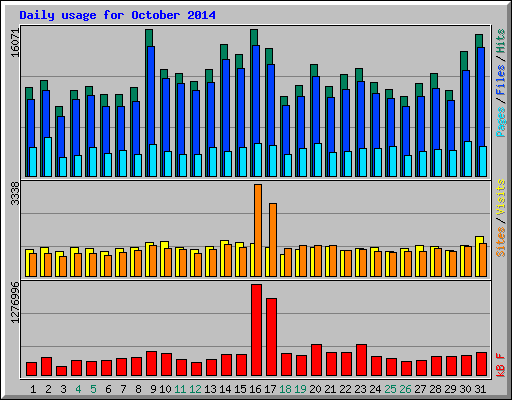 Daily usage for October 2014
16071
Pages / Files / Hits
3338
Sites / Visits
1276996
kB F
1 2 3 4 5 6 7 8 9 10 11 12 13 14 15 16 17 18 19 20 21 22 23 24 25 26 27 28 29 30 31